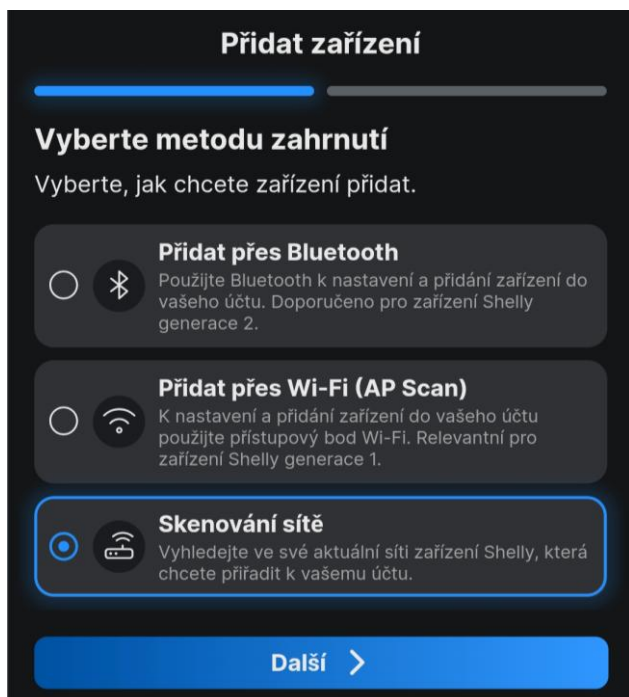 Přidat zařízení
Vyberte metodu zahrnutí
Vyberte, jak chcete zařízení přidat.
Přidat přes Bluetooth
Použijte Bluetooth k nastavení a přidání zařízení do
vašeho účtu. Doporučeno pro zařízení Shelly
generace 2.
Přidat přes Wi-Fi (AP Scan)
K nastavení a přidání zařízení do vašeho účtu
použijte přístupový bod Wi-Fi. Relevantní pro
zařízení Shelly generace 1.
Skenování sítě
Vyhledejte ve své aktuální síti zařízení Shelly, která
chcete přiřadit k vašemu účtu.
Další